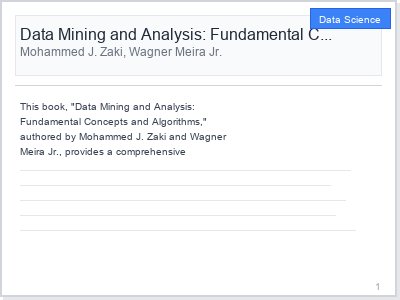 Data Science
Data Mining and Analysis: Fundamental C...
Mohammed J. Zaki, Wagner Meira Jr.
This book, "Data Mining and Analysis:
Fundamental Concepts and Algorithms,"
authored by Mohammed J. Zaki and Wagner
Meira Jr., provides a comprehensive
1